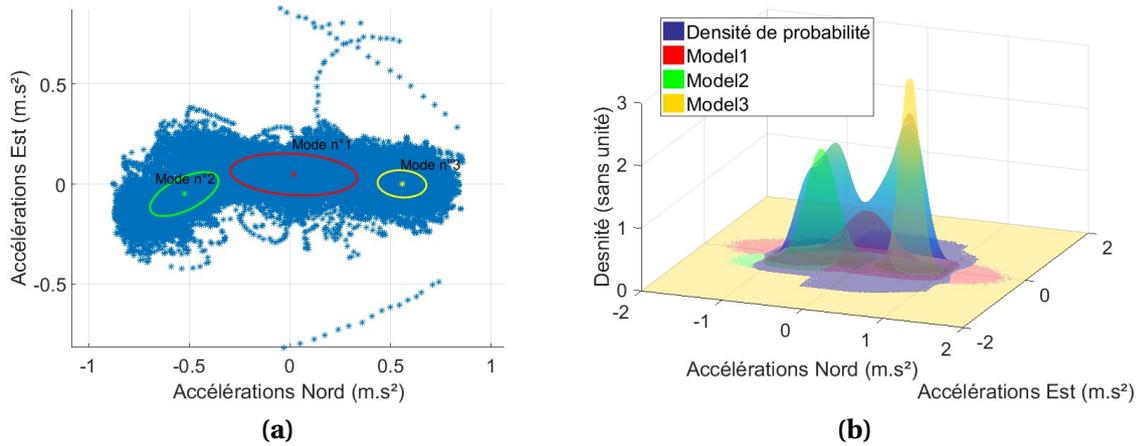 0.5
0
-0.5
Accélérations Est (m.s²)
Mode n°1
Mode n°2
Mode n°3
-1
-0.5
0
0.5
1
Accélérations Nord (m.s²)
(a)
Densité de probabilité
Model1
Model2
Model3
3
2
1
0
Desnité (sans unité)
-2
-1
0
1
2
Accélérations Nord (m.s²)
2
0
-2
Accélérations Est (m.s²)
(b)